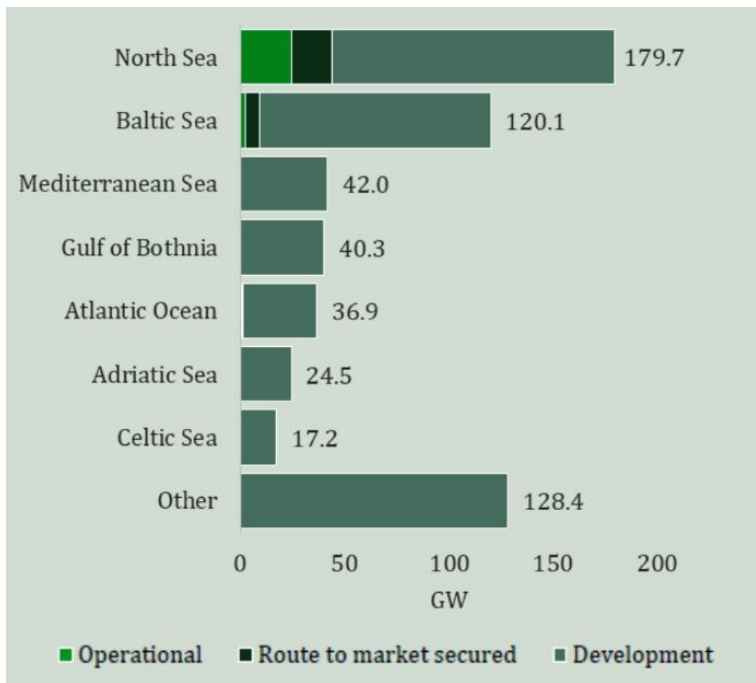 North Sea 179.7
Baltic Sea 120.1
Mediterranean Sea 42.0
Gulf of Bothnia 40.3
Atlantic Ocean 36.9
Adriatic Sea 24.5
Celtic Sea 17.2
Other 128.4
0 50 100 150 200
GW
Operational Route to market secured Development